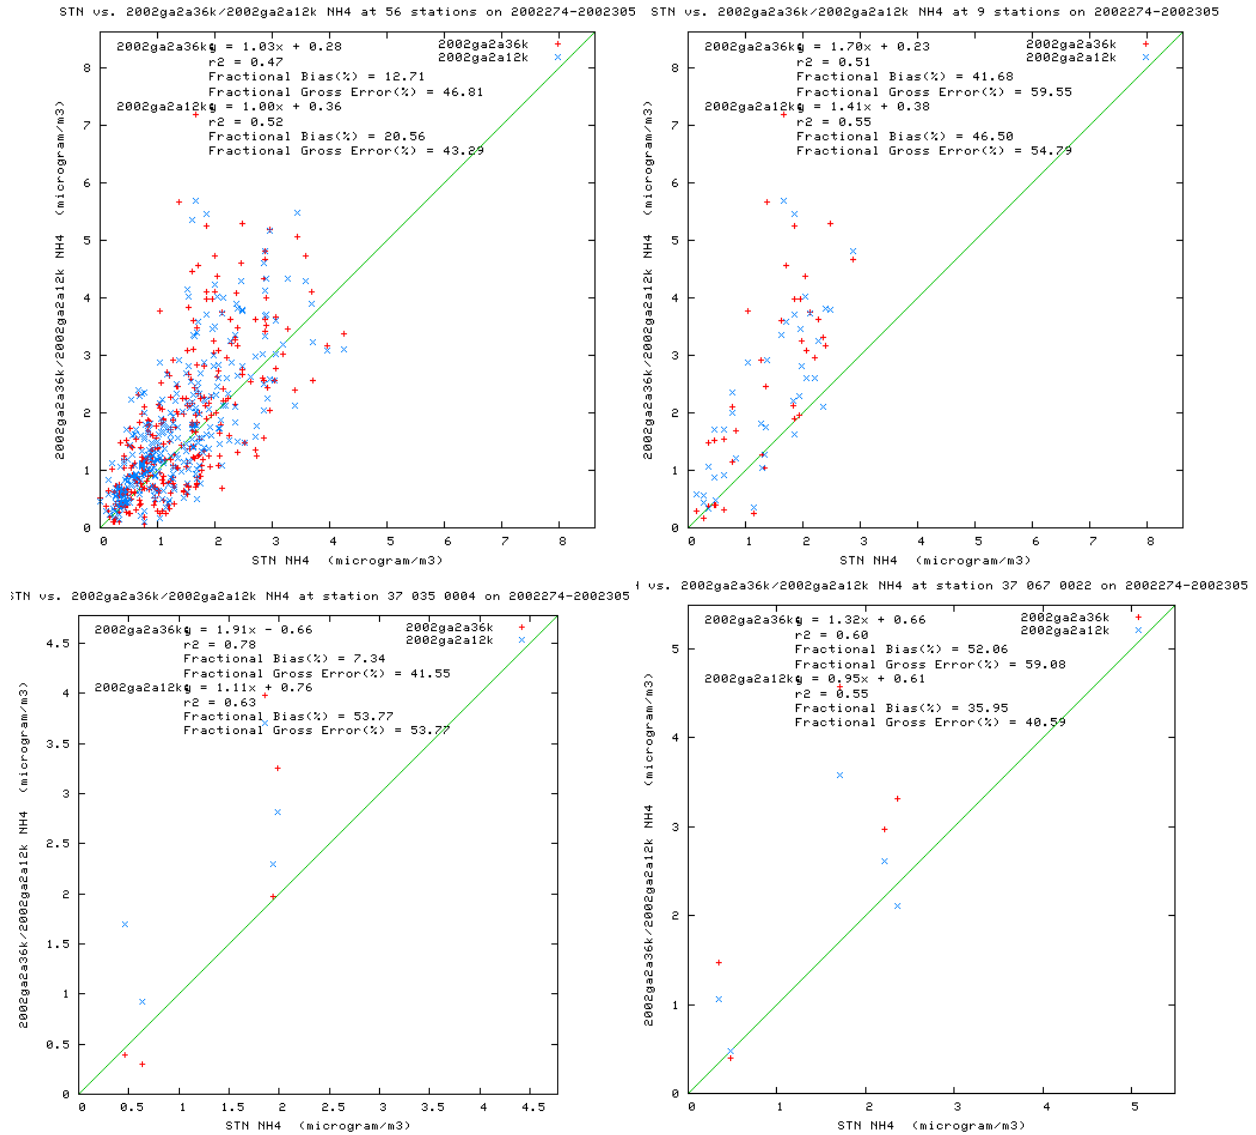 STN vs. 2002ga2a36k/2002ga2a12k NH4 at 56 stations on 2002274-2002305
2002ga2a36k y = 1.03x + 0.28
r2 = 0.47
Fractional Bias(%) = 12.71
Fractional Gross Error(%) = 46.81
2002ga2a12k y = 1.00x + 0.36
r2 = 0.52
Fractional Bias(%) = 20.56
Fractional Gross Error(%) = 43.29
2002ga2a36k
2002ga2a12k
8
7
6
5
4
3
2
1
0
0 1 2 3 4 5 6 7 8
STN NH4 (microgram/m3)
2002ga2a36k/2002ga2a12k NH4 (microgram/m3)
STN vs. 2002ga2a36k/2002ga2a12k NH4 at 9 stations on 2002274-2002305
2002ga2a36k y = 1.70x + 0.23
r2 = 0.51
Fractional Bias(%) = 41.68
Fractional Gross Error(%) = 59.55
2002ga2a12k y = 1.41x + 0.38
r2 = 0.55
Fractional Bias(%) = 46.50
Fractional Gross Error(%) = 54.79
2002ga2a36k
2002ga2a12k
8
7
6
5
4
3
2
1
0
0 1 2 3 4 5 6 7 8
STN NH4 (microgram/m3)
2002ga2a36k/2002ga2a12k NH4 (microgram/m3)
STN vs. 2002ga2a36k/2002ga2a12k NH4 at station 37 035 0004 on 2002274-2002305
2002ga2a36k y = 1.91x - 0.66
r2 = 0.78
Fractional Bias(%) = 7.34
Fractional Gross Error(%) = 41.55
2002ga2a12k y = 1.11x + 0.76
r2 = 0.63
Fractional Bias(%) = 53.77
Fractional Gross Error(%) = 53.77
2002ga2a36k
2002ga2a12k
4.5
4
3.5
3
2.5
2
1.5
1
0.5
0
0 0.5 1 1.5 2 2.5 3 3.5 4 4.5
STN NH4 (microgram/m3)
2002ga2a36k/2002ga2a12k NH4 (microgram/m3)
vs. 2002ga2a36k/2002ga2a12k NH4 at station 37 067 0022 on 2002274-2002305
2002ga2a36k y = 1.32x + 0.66
r2 = 0.60
Fractional Bias(%) = 52.06
Fractional Gross Error(%) = 59.08
2002ga2a12k y = 0.95x + 0.61
r2 = 0.55
Fractional Bias(%) = 35.95
Fractional Gross Error(%) = 40.59
2002ga2a36k
2002ga2a12k
5
4
3
2
1
0
0 1 2 3 4 5
STN NH4 (microgram/m3)
2002ga2a36k/2002ga2a12k NH4 (microgram/m3)